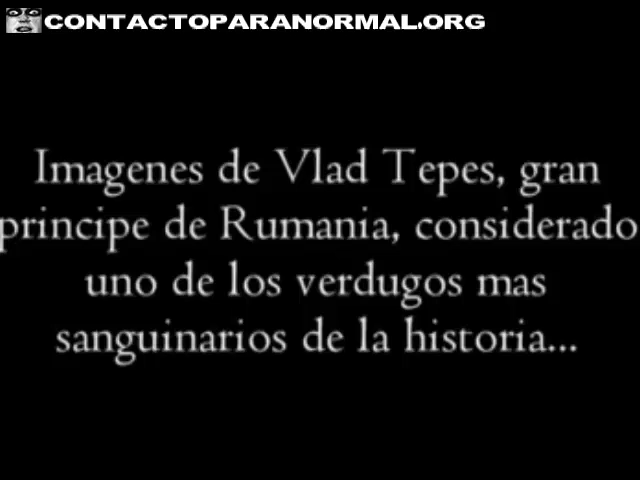 CONTACTOPARANORMAL.ORG
Imagenes de Vlad Tepes, gran
principe de Rumania, considerado
uno de los verdugos mas
sanguinarios de la historia...